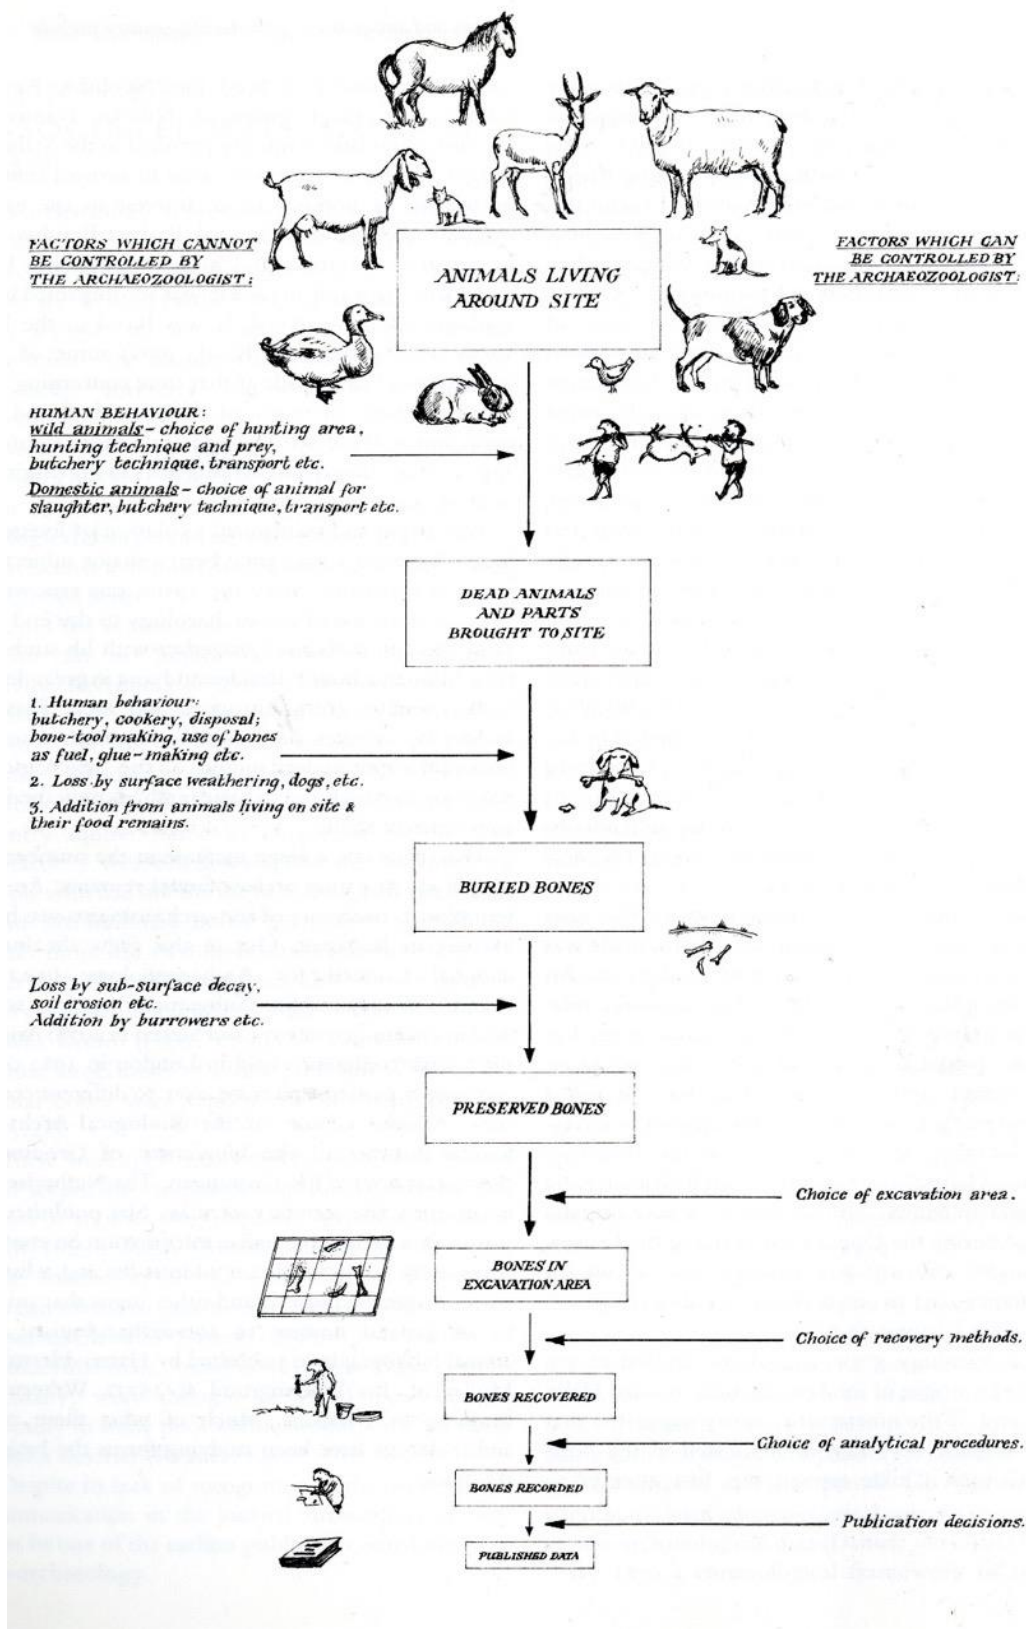 FACTORS WHICH CANNOT
BE CONTROLLED BY
THE ARCHAEOZOOLOGIST:
FACTORS WHICH CAN
BE CONTROLLED BY
THE ARCHAEOZOOLOGIST:
ANIMALS LIVING
AROUND SITE
HUMAN BEHAVIOUR:
wild animals – choice of hunting area,
hunting technique and prey,
butchery technique, transport etc.
Domestic animals – choice of animal for
slaughter, butchery technique, transport etc.
DEAD ANIMALS
AND PARTS
BROUGHT TO SITE
1. Human behaviour:
butchery, cookery, disposal;
bone-tool making, use of bones
as fuel, glue-making etc.
2. Loss by surface weathering, dogs, etc.
3. Addition from animals living on site &
their food remains.
BURIED BONES
Loss by sub-surface decay,
soil erosion etc.
Addition by burrowers etc.
PRESERVED BONES
Choice of excavation area.
BONES IN
EXCAVATION AREA
Choice of recovery methods.
BONES RECOVERED
Choice of analytical procedures.
BONES RECORDED
Publication decisions.
PUBLISHED DATA